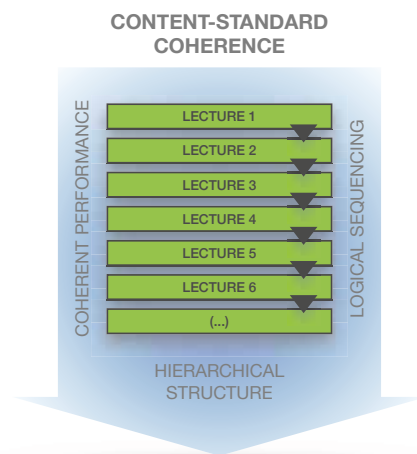 CONTENT-STANDARD
COHERENCE
COHERENT PERFORMANCE
LECTURE 1
LECTURE 2
LECTURE 3
LECTURE 4
LECTURE 5
LECTURE 6
(...)
LOGICAL SEQUENCING
HIERARCHICAL
STRUCTURE